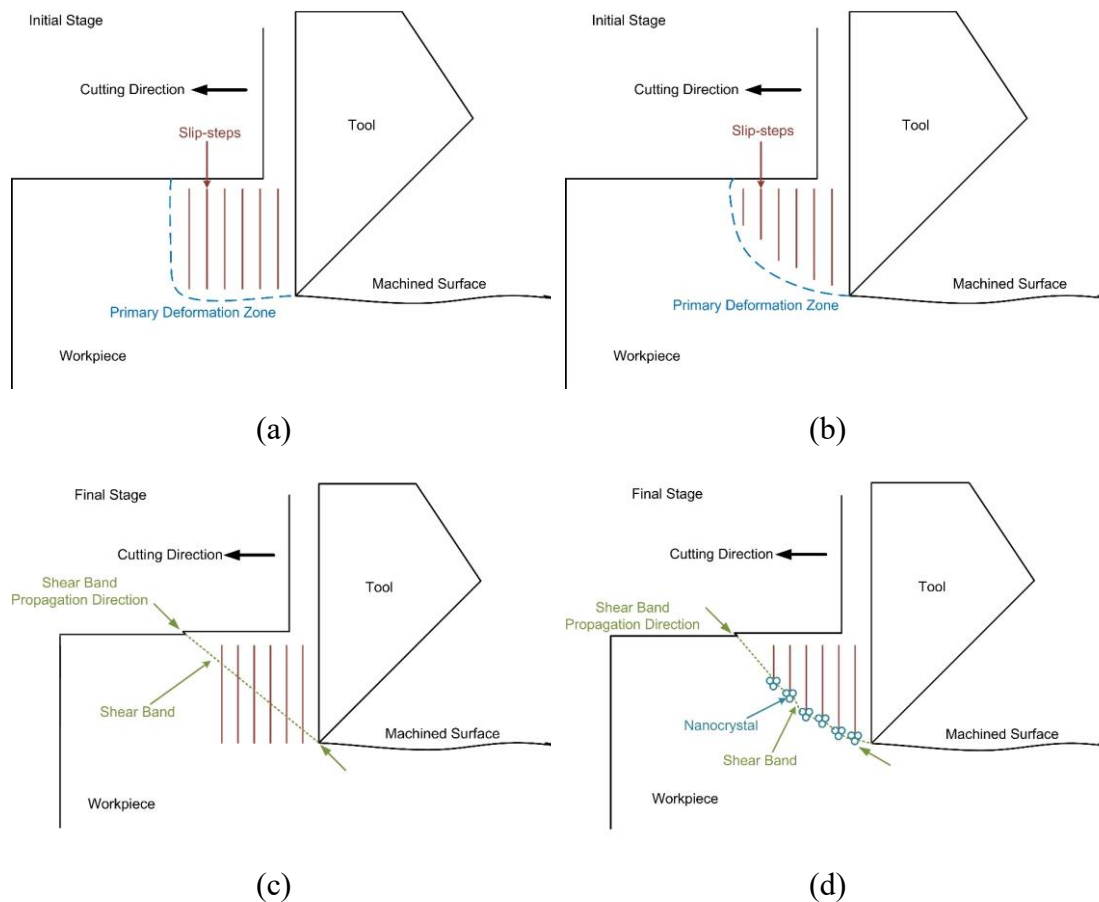 Initial Stage
Cutting Direction
Slip-steps
Tool
Machined Surface
Primary Deformation Zone
Workpiece
(a)
Initial Stage
Cutting Direction
Slip-steps
Tool
Machined Surface
Primary Deformation Zone
Workpiece
(b)
Final Stage
Cutting Direction
Shear Band
Propagation Direction
Tool
Shear Band
Machined Surface
Workpiece
(c)
Final Stage
Cutting Direction
Shear Band
Propagation Direction
Tool
Nanocrystal
Shear Band
Machined Surface
Workpiece
(d)